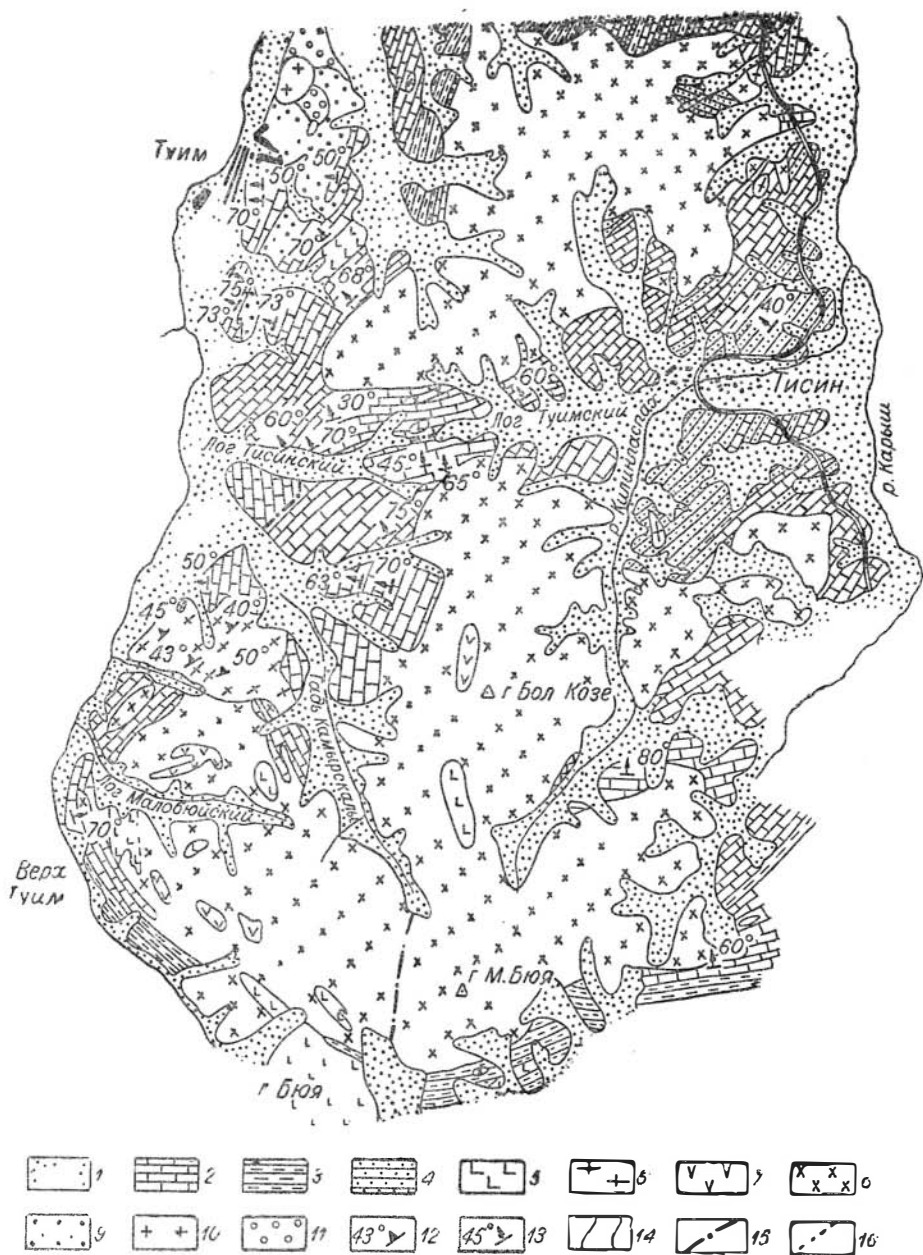 Туим
50°
50°
70°
70°
68°
75°
73°
73°
40°
60°
Тисин
30°
Лог Туимский
60°
70°
Лог Тисинский
45°
65°
р. Карыш
75°
50°
63°
70°
45°
40°
43°
50°
г Бол Козе
80°
Лог Маловюйский
70°
Верх
Туим
60°
г М. Бюя
г Бюя
1 2 3 4 5 6 7 8
9 10 11 43° 12 45° 13 14 15 16